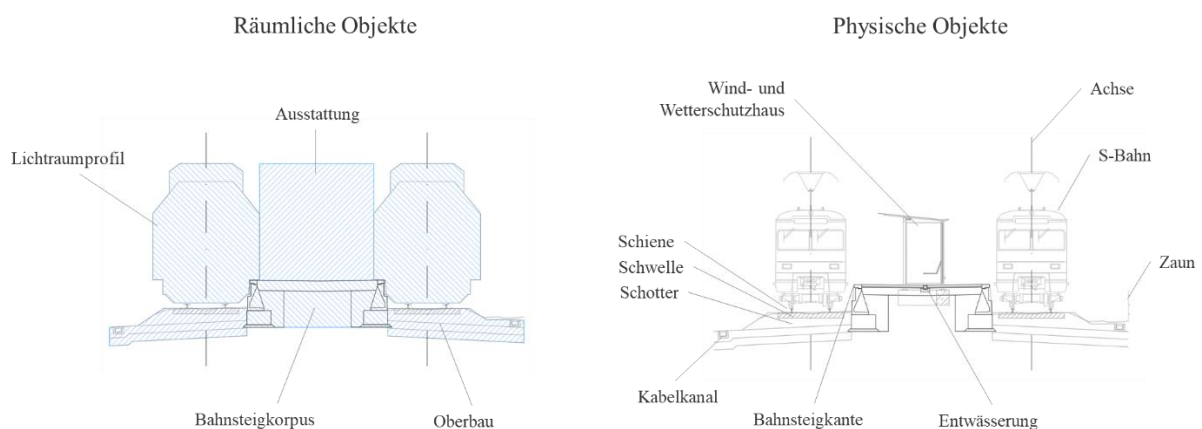 Räumliche Objekte
Ausstattung
Lichtraumprofil
Bahnsteigkorpus
Oberbau
Physische Objekte
Wind- und
Wetterschutzhaus
Achse
S-Bahn
Schiene
Schwelle
Schotter
Zaun
Kabelkanal
Bahnsteigkante
Entwässerung